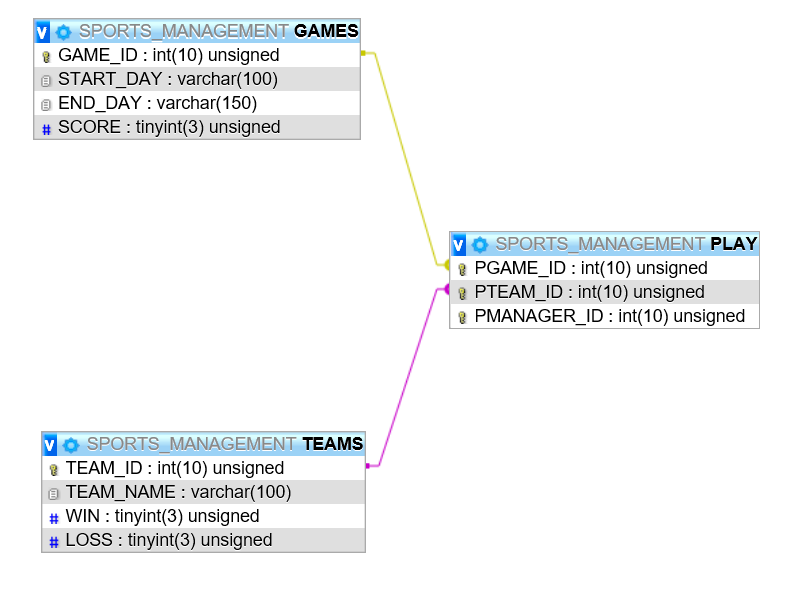 v SPORTS_MANAGEMENT GAMES
GAME_ID : int(10) unsigned
START_DAY : varchar(100)
END_DAY : varchar(150)
# SCORE : tinyint(3) unsigned
v SPORTS_MANAGEMENT PLAY
PGAME_ID : int(10) unsigned
PTEAM_ID : int(10) unsigned
PMANAGER_ID : int(10) unsigned
v SPORTS_MANAGEMENT TEAMS
TEAM_ID : int(10) unsigned
TEAM_NAME : varchar(100)
# WIN : tinyint(3) unsigned
# LOSS : tinyint(3) unsigned